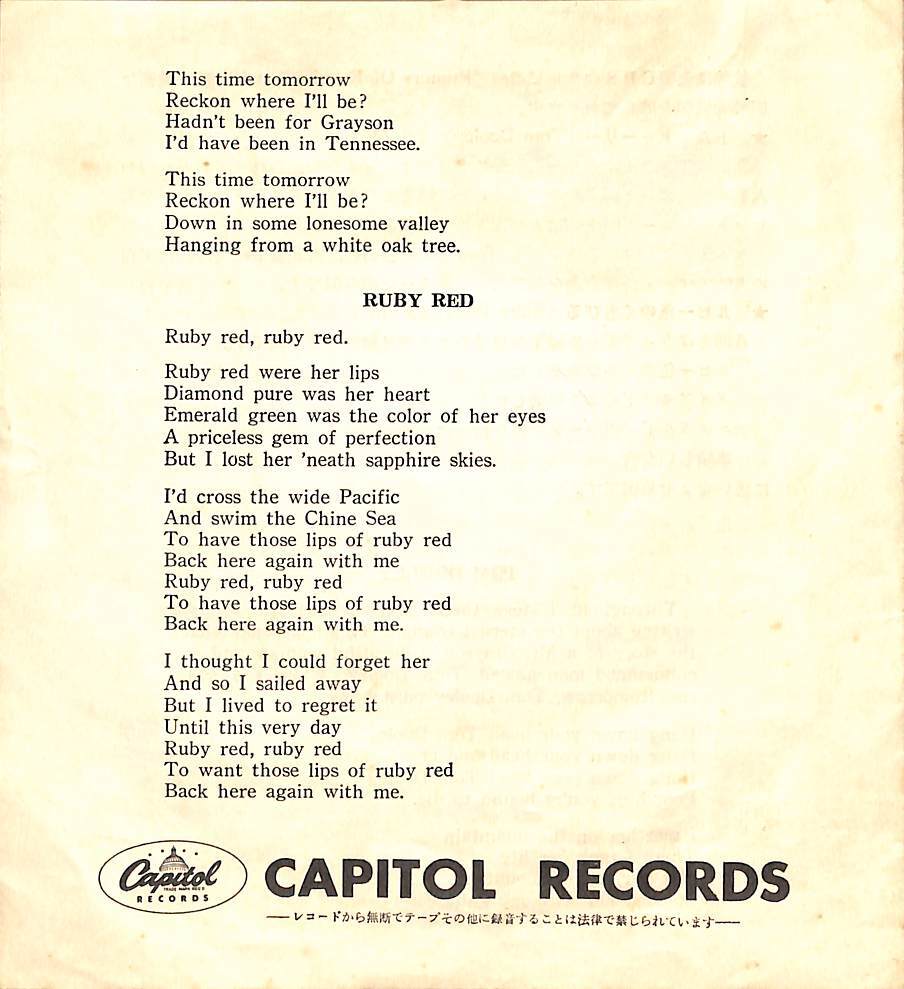 This time tomorrow
Reckon where I'll be?
Hadn't been for Grayson
I'd have been in Tennessee.
This time tomorrow
Reckon where I'll be?
Down in some lonesome valley
Hanging from a white oak tree.
RUBY RED
Ruby red, ruby red.
Ruby red were her lips
Diamond pure was her heart
Emerald green was the color of her eyes
A priceless gem of perfection
But I lost her 'neath sapphire skies.
I'd cross the wide Pacific
And swim the Chine Sea
To have those lips of ruby red
Back here again with me
Ruby red, ruby red
To have those lips of ruby red
Back here again with me.
I thought I could forget her
And so I sailed away
But I lived to regret it
Until this very day
Ruby red, ruby red
To want those lips of ruby red
Back here again with me.
Capitol
TRADE MARK REG'D
RECORDS
CAPITOL RECORDS
——レコードから無断でテープその他に録音することは法律で禁じられています——